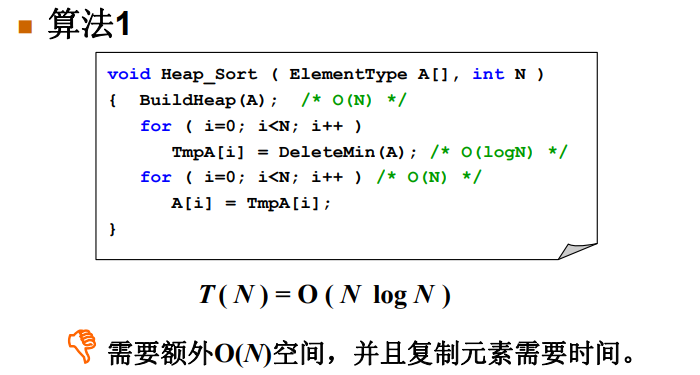 算法1
void Heap_Sort ( ElementType A[], int N )
{ BuildHeap(A); /* O(N) */
for ( i=0; i<N; i++ )
TmpA[i] = DeleteMin(A); /* O(logN) */
for ( i=0; i<N; i++ ) /* O(N) */
A[i] = TmpA[i];
}
T ( N ) = O ( N log N )
需要额外O(N)空间，并且复制元素需要时间。